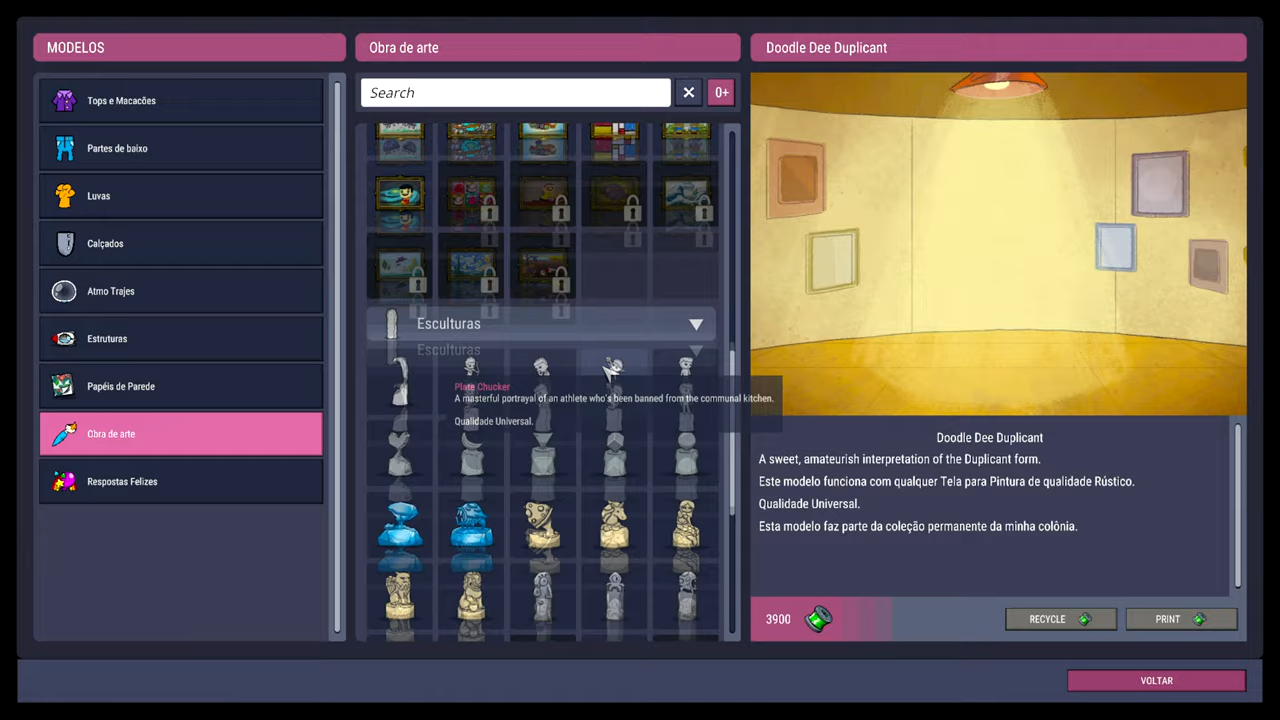 MODELOS
Tops e Macacões
Partes de baixo
Luvas
Calçados
Atmo Trajes
Estruturas
Papéis de Parede
Obra de arte
Respostas Felizes
Obra de arte
Search
0+
Esculturas
Esculturas
Plate Chucker
A masterful portrayal of an athlete who's been banned from the communal kitchen.
Qualidade Universal.
Doodle Dee Duplicant
Doodle Dee Duplicant
A sweet, amateurish interpretation of the Duplicant form.
Este modelo funciona com qualquer Tela para Pintura de qualidade Rústico.
Qualidade Universal.
Esta modelo faz parte da coleção permanente da minha colônia.
3900
RECYCLE
PRINT
VOLTAR